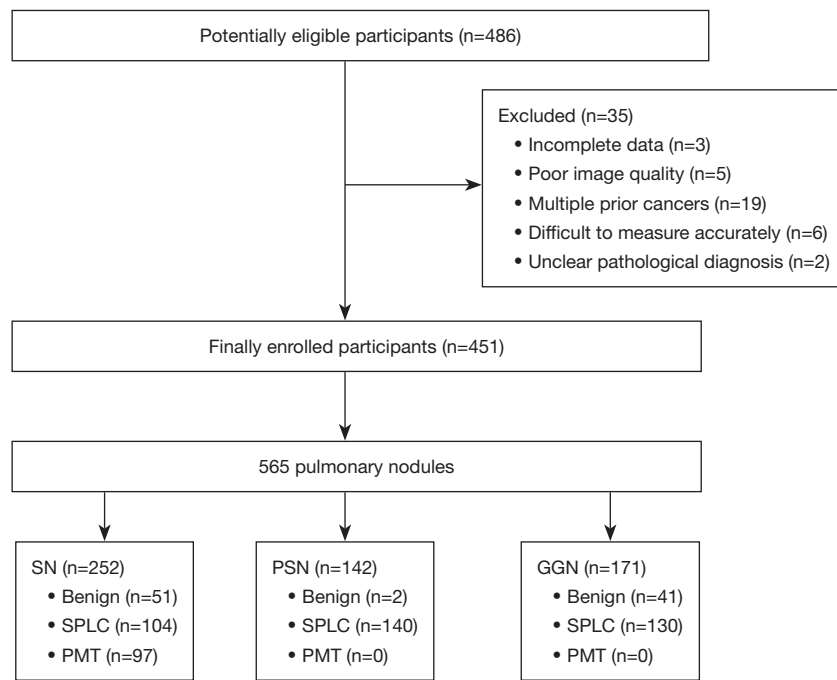 Potentially eligible participants (n=486)
Excluded (n=35)
• Incomplete data (n=3)
• Poor image quality (n=5)
• Multiple prior cancers (n=19)
• Difficult to measure accurately (n=6)
• Unclear pathological diagnosis (n=2)
Finally enrolled participants (n=451)
565 pulmonary nodules
SN (n=252)
• Benign (n=51)
• SPLC (n=104)
• PMT (n=97)
PSN (n=142)
• Benign (n=2)
• SPLC (n=140)
• PMT (n=0)
GGN (n=171)
• Benign (n=41)
• SPLC (n=130)
• PMT (n=0)